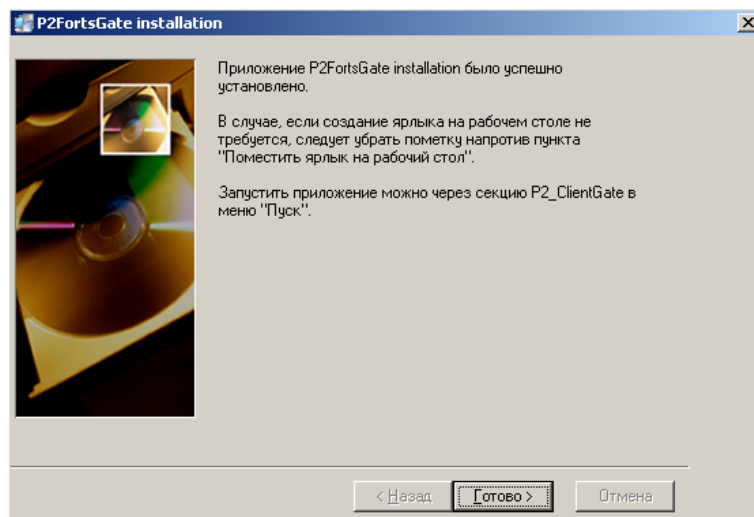 P2FortsGate installation
Приложение P2FortsGate installation было успешно
установлено.
В случае, если создание ярлыка на рабочем столе не
требуется, следует убрать пометку напротив пункта
"Поместить ярлык на рабочий стол".
Запустить приложение можно через секцию P2_ClientGate в
меню "Пуск".
< Назад
Готово >
Отмена